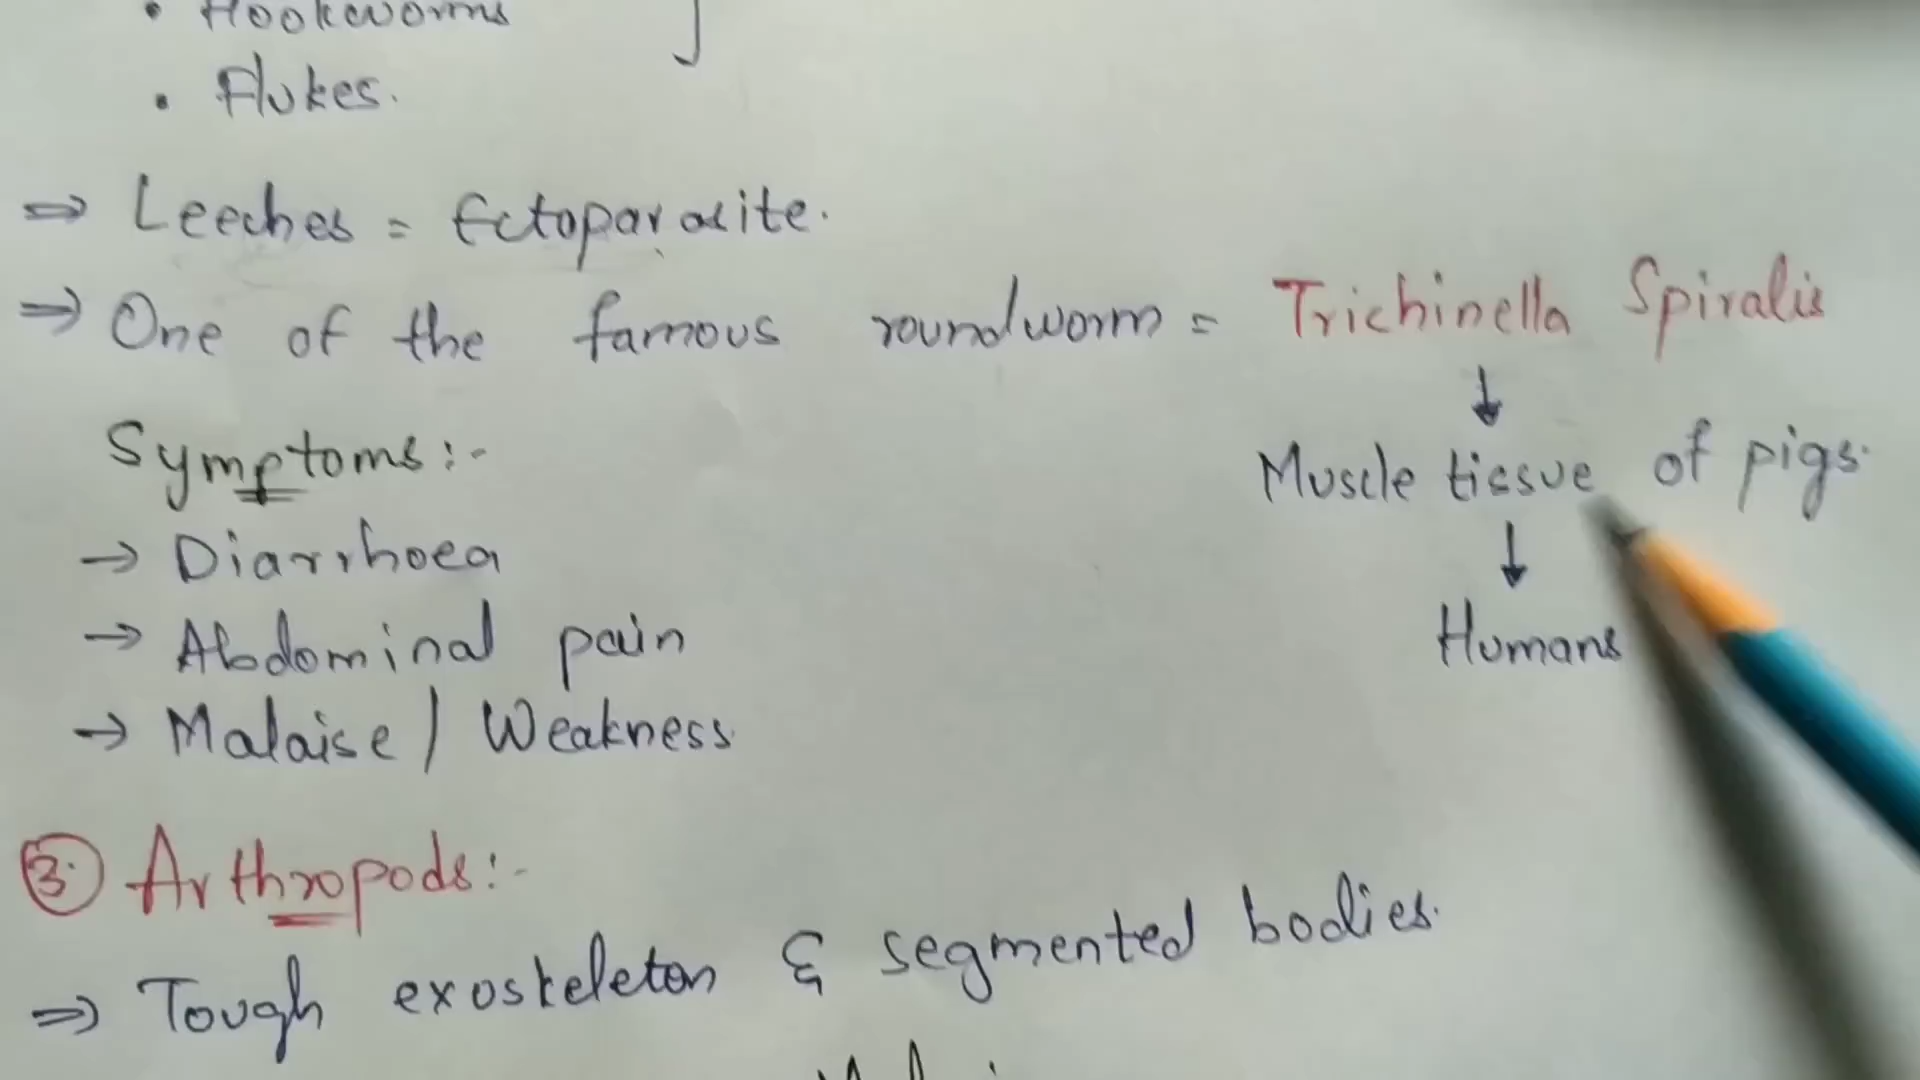 • Hookworms
• Flukes.
⇒ Leeches = Ectoparasite.
⇒ One of the famous roundworm = Trichinella Spiralis
↓
Muscle tissue of pigs.
↓
Humans
Symptoms:-
→ Diarrhoea
→ Abdominal pain
→ Malaise / Weakness
③ Arthropods:-
⇒ Tough exoskeleton & segmented bodies.